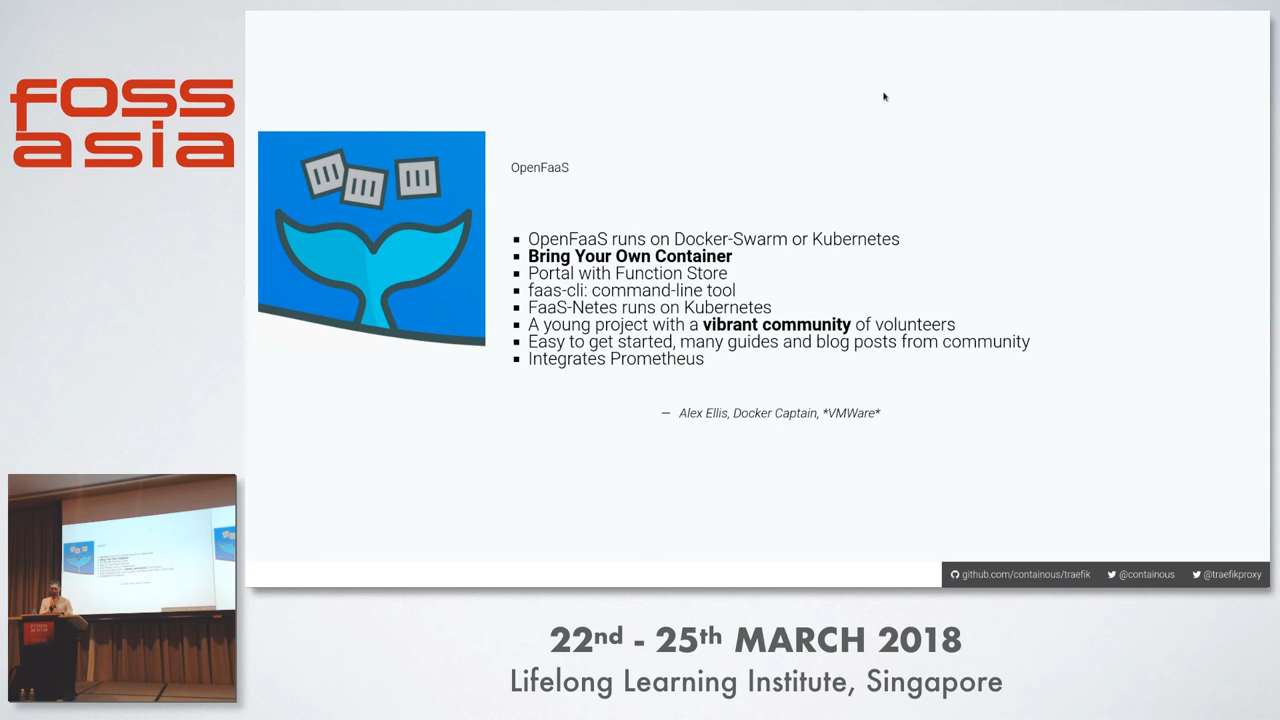 foss
asia
OpenFaaS
OpenFaaS runs on Docker-Swarm or Kubernetes
Bring Your Own Container
Portal with Function Store
faas-cli: command-line tool
FaaS-Netes runs on Kubernetes
A young project with a vibrant community of volunteers
Easy to get started, many guides and blog posts from community
Integrates Prometheus
— Alex Ellis, Docker Captain, *VMWare*
github.com/containous/traefik @containous @traefikproxy
22nd - 25th MARCH 2018
Lifelong Learning Institute, Singapore